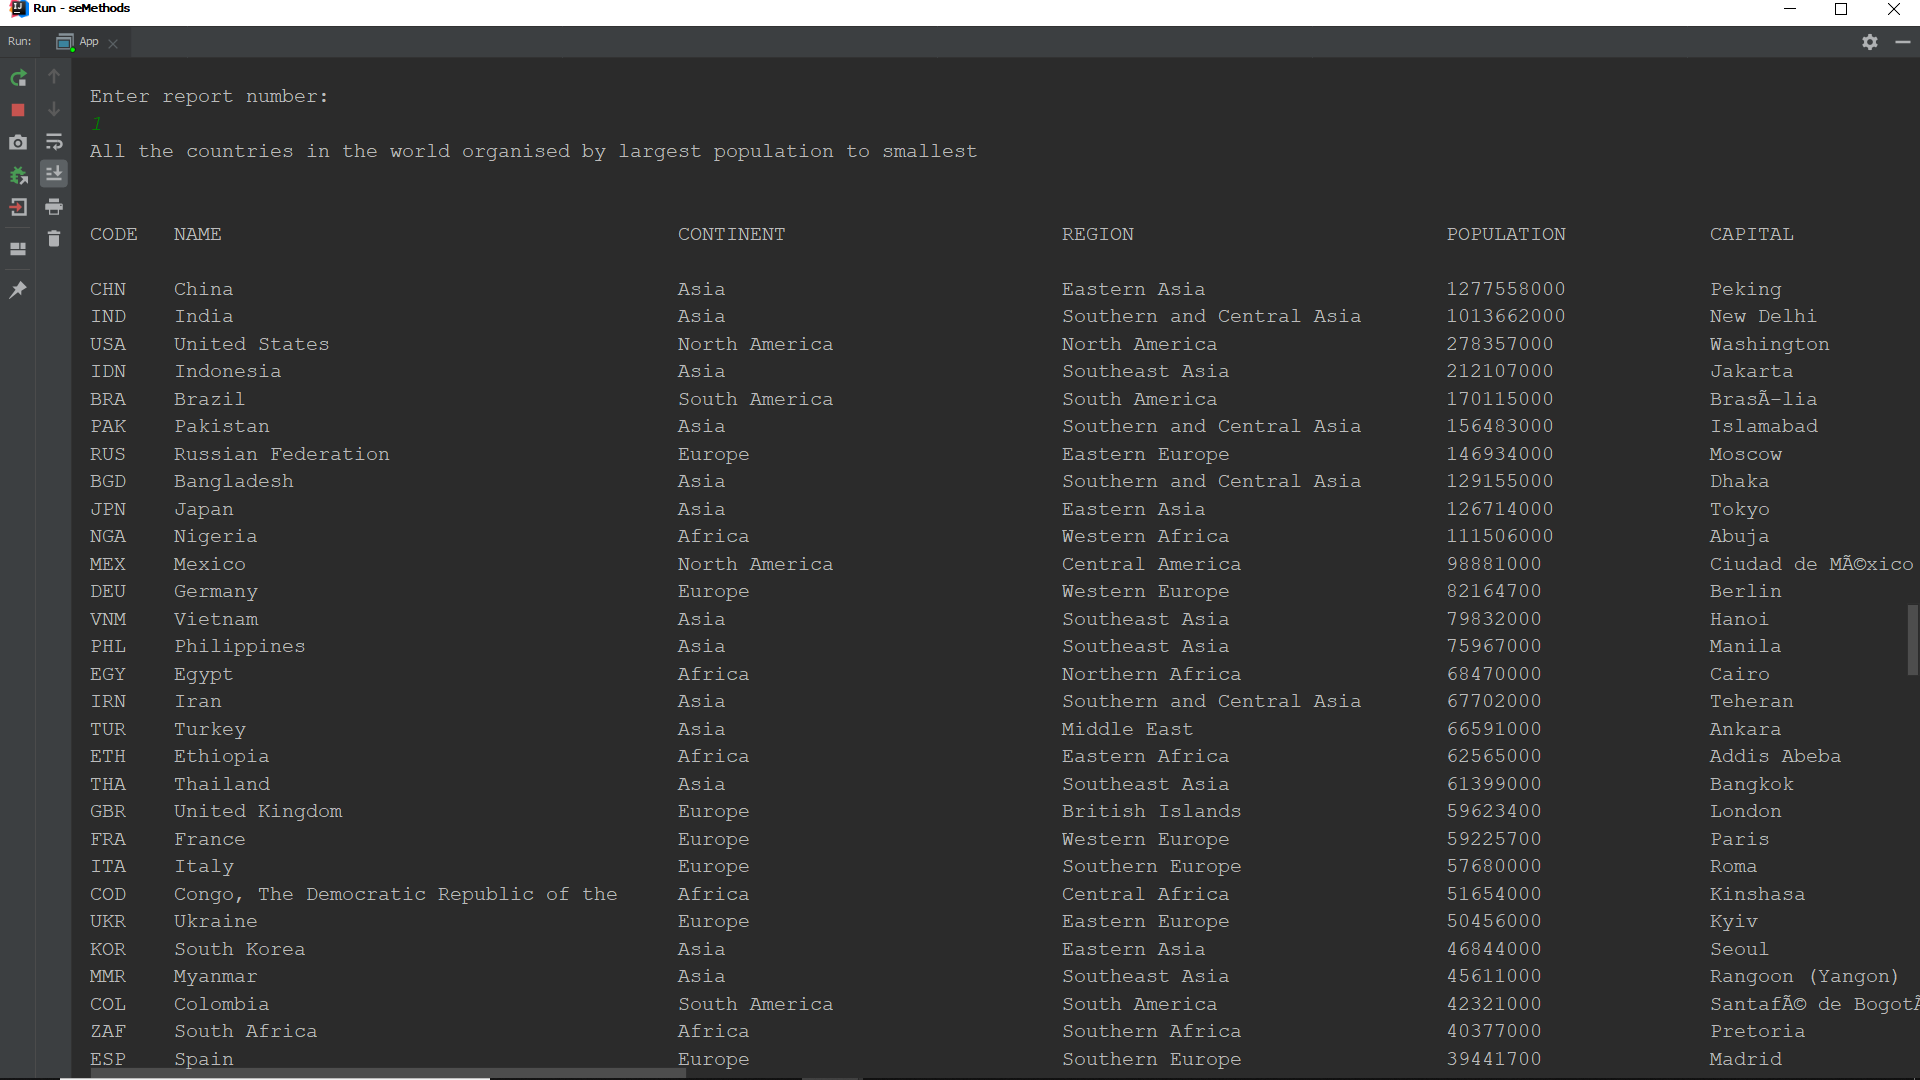 Run - seMethods
Run: App
Enter report number:
1
All the countries in the world organised by largest population to smallest
CODE NAME CONTINENT REGION POPULATION CAPITAL
CHN China Asia Eastern Asia 1277558000 Peking
IND India Asia Southern and Central Asia 1013662000 New Delhi
USA United States North America North America 278357000 Washington
IDN Indonesia Asia Southeast Asia 212107000 Jakarta
BRA Brazil South America South America 170115000 BrasÃ-lia
PAK Pakistan Asia Southern and Central Asia 156483000 Islamabad
RUS Russian Federation Europe Eastern Europe 146934000 Moscow
BGD Bangladesh Asia Southern and Central Asia 129155000 Dhaka
JPN Japan Asia Eastern Asia 126714000 Tokyo
NGA Nigeria Africa Western Africa 111506000 Abuja
MEX Mexico North America Central America 98881000 Ciudad de MÃ©xico
DEU Germany Europe Western Europe 82164700 Berlin
VNM Vietnam Asia Southeast Asia 79832000 Hanoi
PHL Philippines Asia Southeast Asia 75967000 Manila
EGY Egypt Africa Northern Africa 68470000 Cairo
IRN Iran Asia Southern and Central Asia 67702000 Teheran
TUR Turkey Asia Middle East 66591000 Ankara
ETH Ethiopia Africa Eastern Africa 62565000 Addis Abeba
THA Thailand Asia Southeast Asia 61399000 Bangkok
GBR United Kingdom Europe British Islands 59623400 London
FRA France Europe Western Europe 59225700 Paris
ITA Italy Europe Southern Europe 57680000 Roma
COD Congo, The Democratic Republic of the Africa Central Africa 51654000 Kinshasa
UKR Ukraine Europe Eastern Europe 50456000 Kyiv
KOR South Korea Asia Eastern Asia 46844000 Seoul
MMR Myanmar Asia Southeast Asia 45611000 Rangoon (Yangon)
COL Colombia South America South America 42321000 SantafÃ© de BogotÃ
ZAF South Africa Africa Southern Africa 40377000 Pretoria
ESP Spain Europe Southern Europe 39441700 Madrid